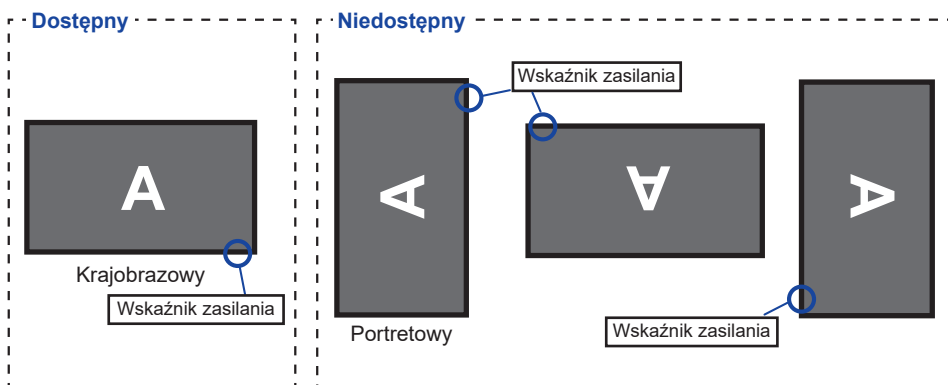 Dostępny
A
Krajobrazowy
Wskaźnik zasilania
Niedostępny
Wskaźnik zasilania
A
A
A
Portretowy
Wskaźnik zasilania